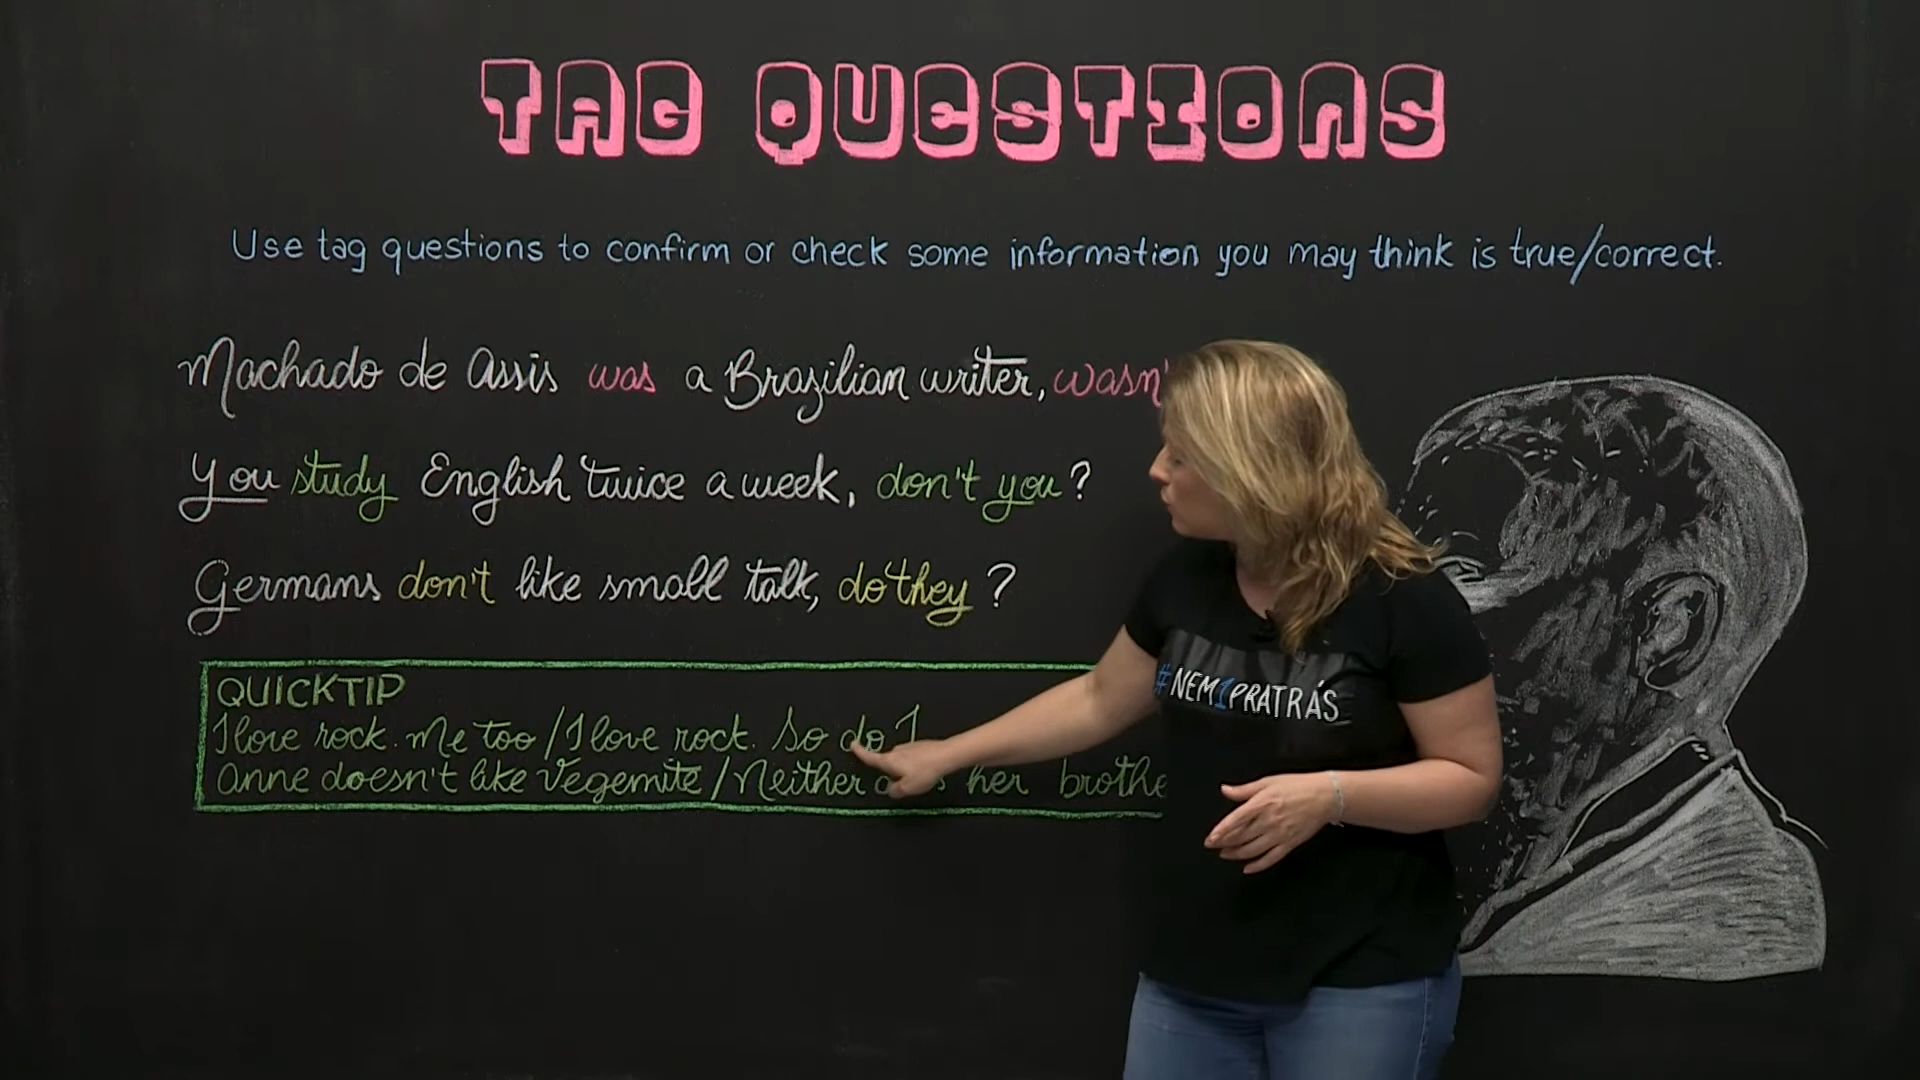 TAG QUESTIONS
Use tag questions to confirm or check some information you may think is true/correct.
Machado de Assis was a Brazilian writer, wasn'
You study English twice a week, don't you?
Germans don't like small talk, do they?
QUICKTIP
I love rock. Me too / I love rock. So do I
Anne doesn't like Vegemite / Neither her brothe
#NEM1PRATRÁS